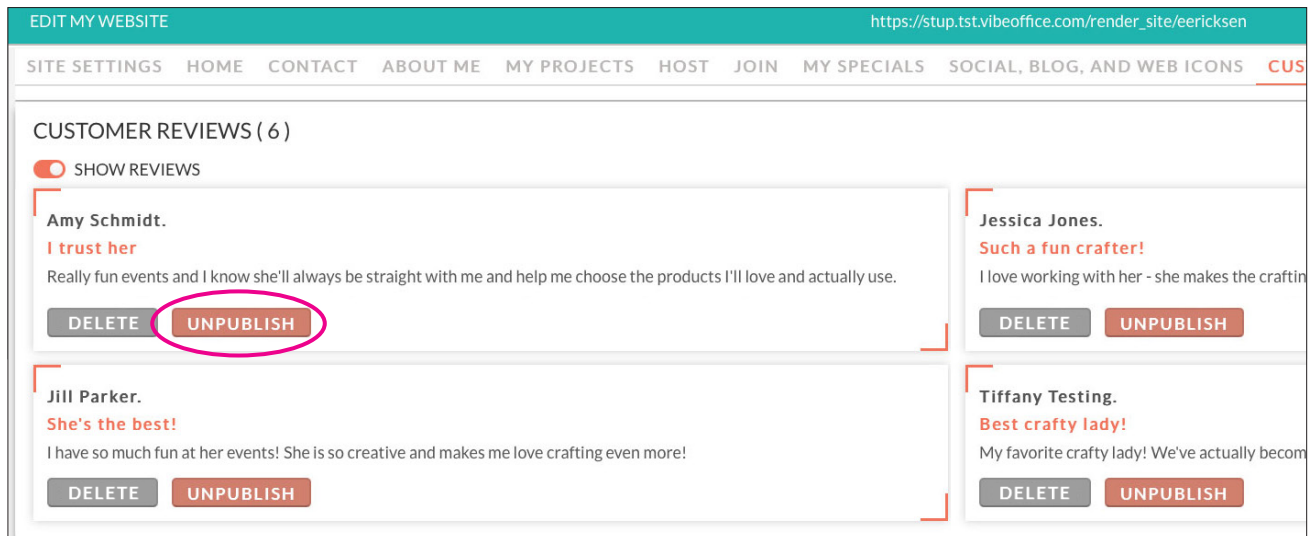 EDIT MY WEBSITE https://stup.tst.vibeoffice.com/render_site/eericksen
SITE SETTINGS HOME CONTACT ABOUT ME MY PROJECTS HOST JOIN MY SPECIALS SOCIAL, BLOG, AND WEB ICONS CUS
CUSTOMER REVIEWS ( 6 )
SHOW REVIEWS
Amy Schmidt.
I trust her
Really fun events and I know she'll always be straight with me and help me choose the products I'll love and actually use.
DELETE UNPUBLISH
Jessica Jones.
Such a fun crafter!
I love working with her - she makes the craftin
DELETE UNPUBLISH
Jill Parker.
She's the best!
I have so much fun at her events! She is so creative and makes me love crafting even more!
DELETE UNPUBLISH
Tiffany Testing.
Best crafty lady!
My favorite crafty lady! We've actually becom
DELETE UNPUBLISH